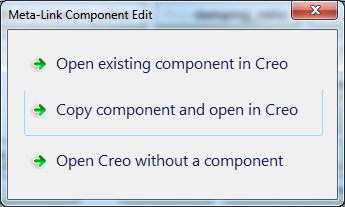 Meta-Link Component Edit
Open existing component in Creo
Copy component and open in Creo
Open Creo without a component